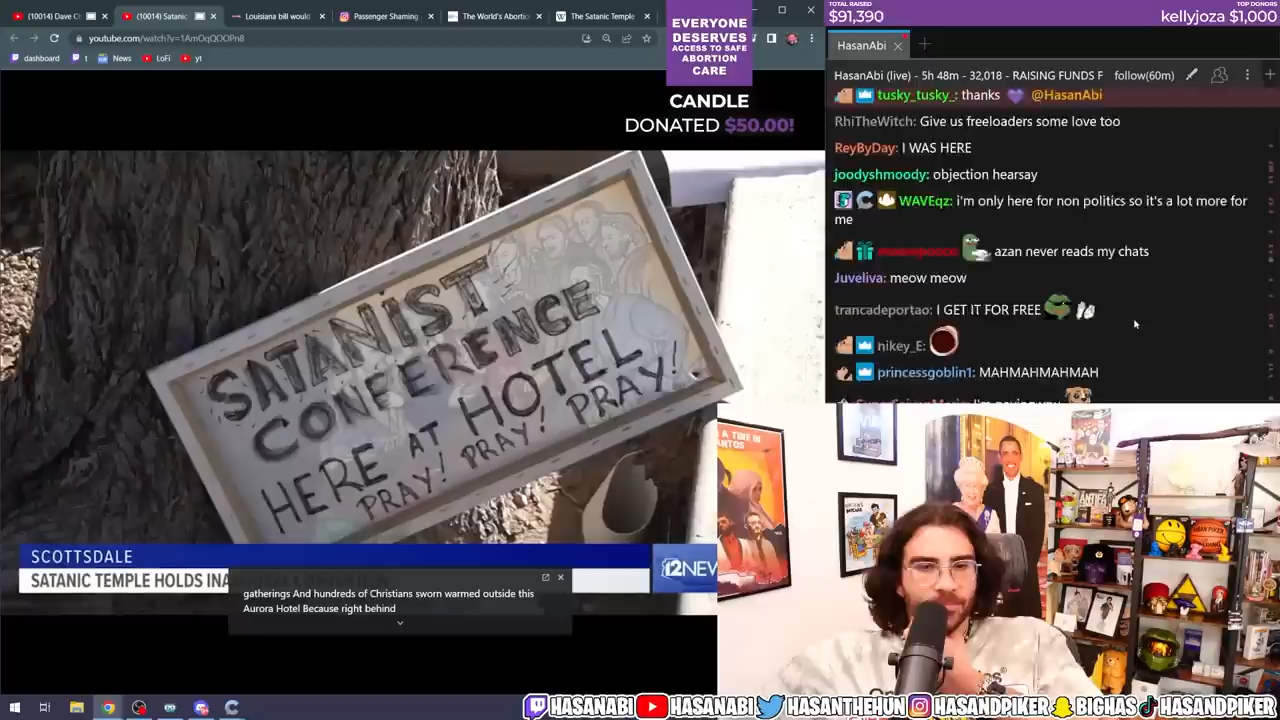 (10014) Dave C
(10014) Satanic
Louisiana bill would
Passenger Shaming
The World's Abortio
The Satanic Temple
youtube.com/watch?v=1AmOqQOOPn8
dashboard
t
News
LoFi
yt
EVERYONE
DESERVES
ACCESS TO SAFE
ABORTION
CARE
CANDLE
DONATED $50.00!
SATANIST
CONFERENCE
HERE AT HOTEL
PRAY! PRAY! PRAY!
SCOTTSDALE
SATANIC TEMPLE HOLDS INA
12NEW
gatherings And hundreds of Christians sworn warmed outside this
Aurora Hotel Because right behind
TOTAL RAISED
$91,390
TOP DONORS
kellyjoza $1,000
HasanAbi
HasanAbi (live) - 5h 48m - 32,018 - RAISING FUNDS F
follow(60m)
tusky_tusky_: thanks @HasanAbi
RhiTheWitch: Give us freeloaders some love too
ReyByDay: I WAS HERE
joodyshmoody: objection hearsay
WAVEqz: i'm only here for non politics so it's a lot more for
me
azan never reads my chats
Juveliva: meow meow
trancadeportao: I GET IT FOR FREE
nikey_E:
princessgoblin1: MAHMAHMAHMAH
HASANABI
HASANABI
HASANTHEHUN
HASANDPIKER
BIGHAS
HASANDPIKER